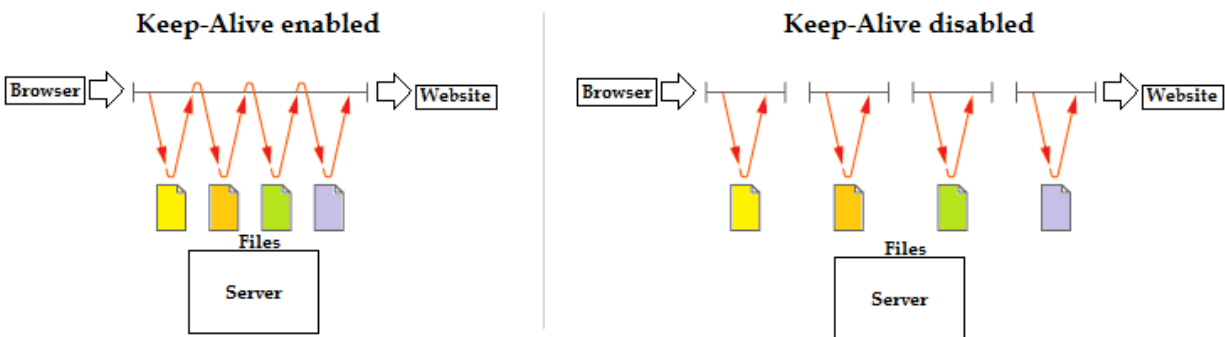 Keep-Alive enabled
Browser
Website
Files
Server
Keep-Alive disabled
Browser
Website
Files
Server